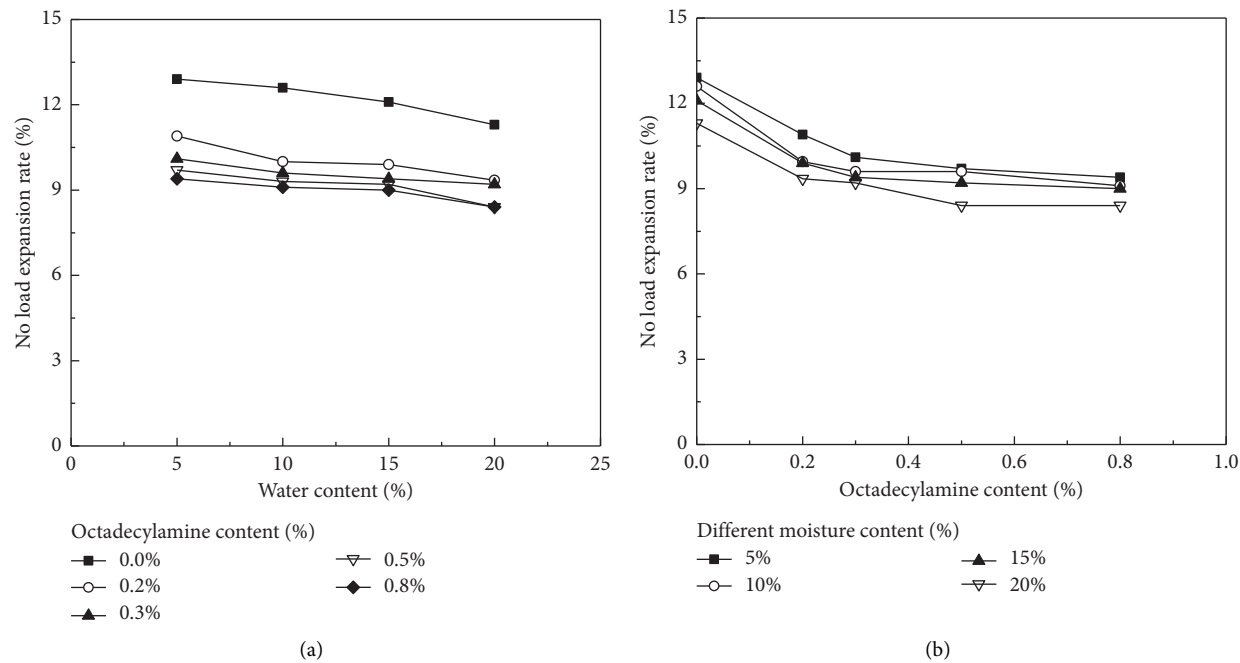 15
12
9
6
3
0
No load expansion rate (%)
0 5 10 15 20 25
Water content (%)
Octadecylamine content (%)
0.0%
0.2%
0.3%
0.5%
0.8%
(a)
15
12
9
6
3
0
No load expansion rate (%)
0.0 0.2 0.4 0.6 0.8 1.0
Octadecylamine content (%)
Different moisture content (%)
5%
10%
15%
20%
(b)